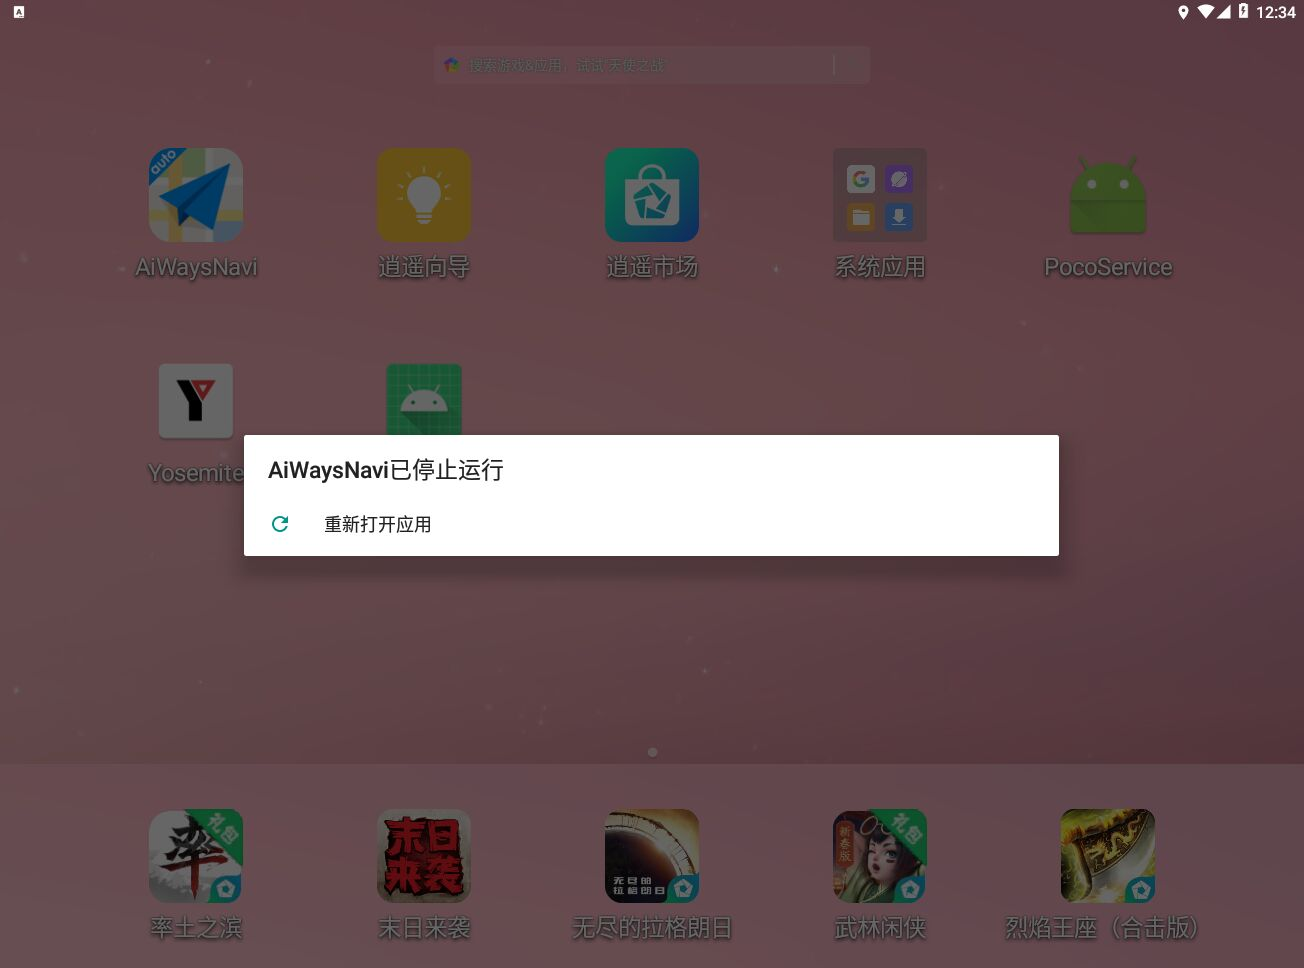 12:34
搜索游戏&应用，试试"天使之战"
auto
AiWaysNavi
逍遥向导
逍遥市场
系统应用
PocoService
Yosemite
AiWaysNavi已停止运行
重新打开应用
率 礼包
末日来袭
无尽的拉格朗日
新春版 礼包
率土之滨
末日来袭
无尽的拉格朗日
武林闲侠
烈焰王座（合击版）